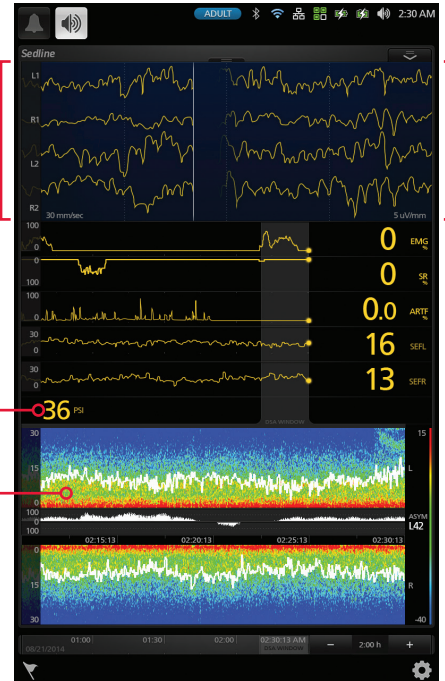 ADULT 2:30 AM
Sedline
L1
R1
L2
R2
30 mm/sec 5 uV/mm
100
0
0 EMG %
0
100
0 SR %
100
0
0.0 ARTF %
30
0
16 SEFL
30
0
13 SEFR
36 PSI
DSA WINDOW
30 15
15 L
0
100
0
100
ASYM
L42
02:15:13 02:20:13 02:25:13 02:30:13
0
15 R
30 -40
01:00 01:30 02:00 02:30:13 AM
08/21/2014 DSA WINDOW − 2:00 h +